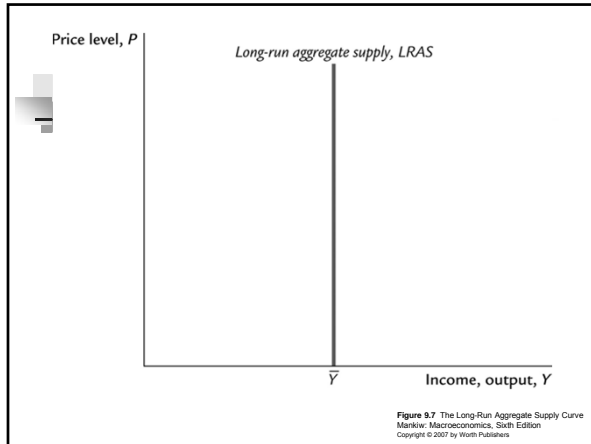 Price level, P
Long-run aggregate supply, LRAS
Y̅
Income, output, Y
Figure 9.7 The Long-Run Aggregate Supply Curve
Mankiw: Macroeconomics, Sixth Edition
Copyright © 2007 by Worth Publishers